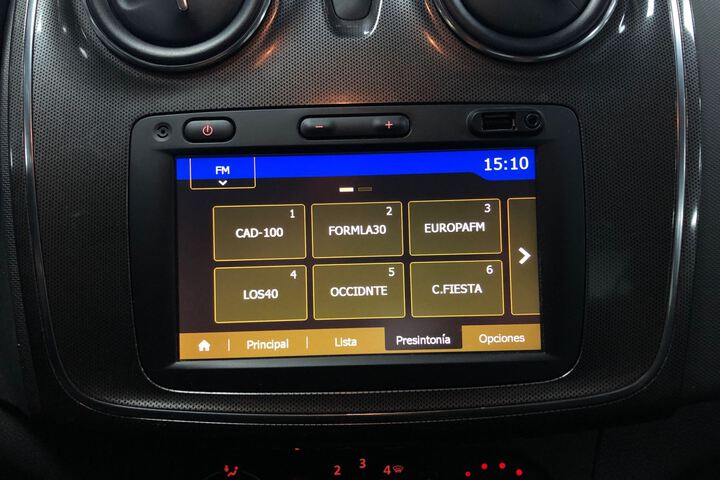 FM
15:10
1
CAD-100
2
FORMLA30
3
EUROPAFM
4
LOS40
5
OCCIDNTE
6
C.FIESTA
Principal
Lista
Presintonía
Opciones
2 3 4